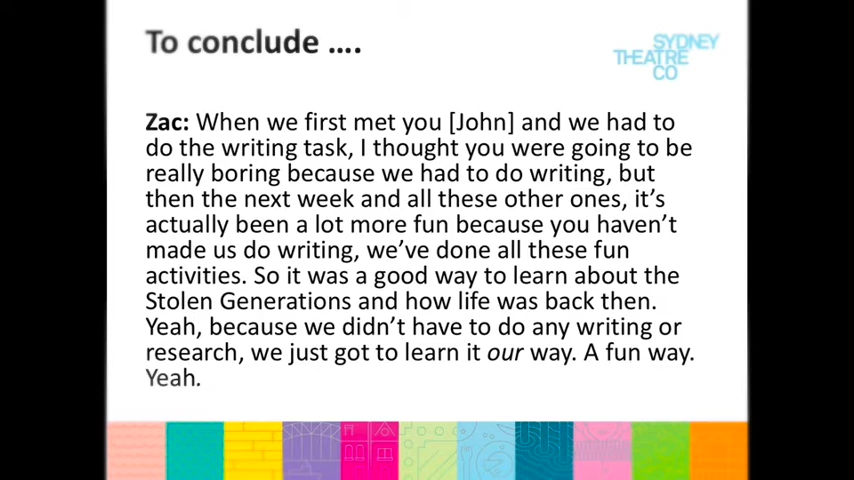 To conclude ....
SYDNEY
THEATRE
CO
Zac: When we first met you [John] and we had to
do the writing task, I thought you were going to be
really boring because we had to do writing, but
then the next week and all these other ones, it's
actually been a lot more fun because you haven't
made us do writing, we've done all these fun
activities. So it was a good way to learn about the
Stolen Generations and how life was back then.
Yeah, because we didn't have to do any writing or
research, we just got to learn it our way. A fun way.
Yeah.